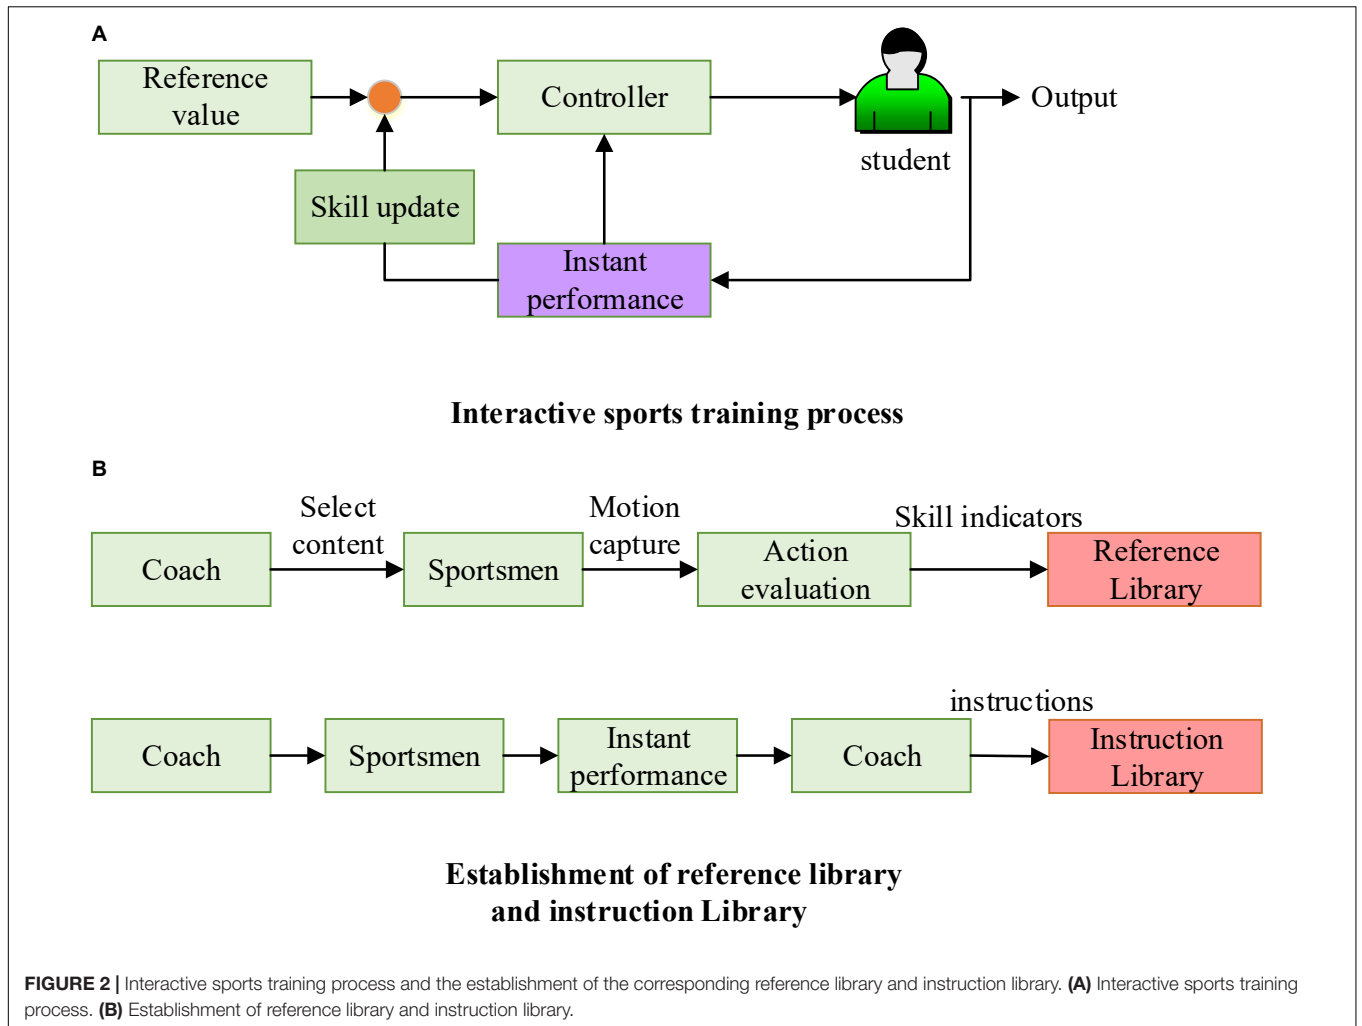 A
Reference
value
Controller
Output
student
Skill update
Instant
performance
Interactive sports training process
B
Select
content
Motion
capture
Skill indicators
Coach
Sportsmen
Action
evaluation
Reference
Library
instructions
Coach
Sportsmen
Instant
performance
Coach
Instruction
Library
Establishment of reference library
and instruction Library
FIGURE 2 | Interactive sports training process and the establishment of the corresponding reference library and instruction library. (A) Interactive sports training
process. (B) Establishment of reference library and instruction library.